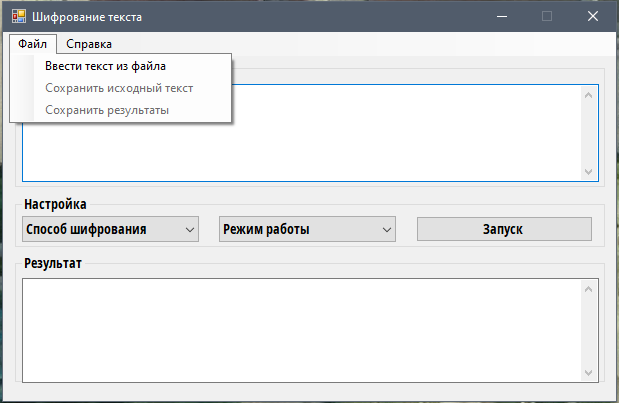 Шифрование текста
Файл Справка
Ввести текст из файла
Сохранить исходный текст
Сохранить результаты
Настройка
Способ шифрования Режим работы Запуск
Результат